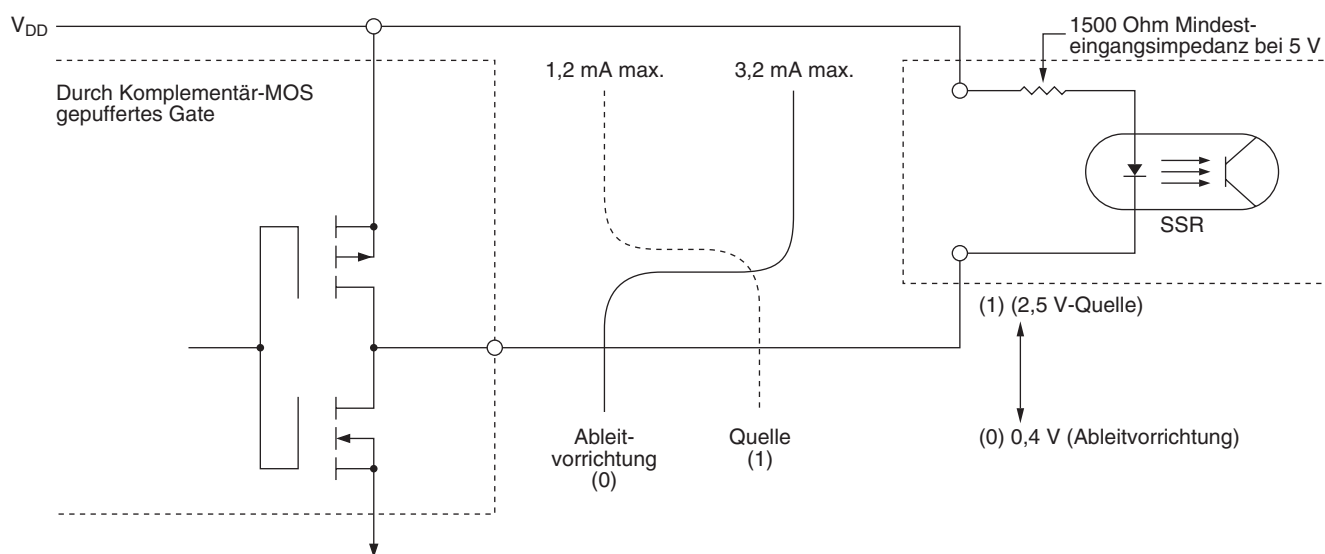 V_DD
1500 Ohm Mindest-
eingangsimpedanz bei 5 V
Durch Komplementär-MOS
gepuffertes Gate
1,2 mA max.
3,2 mA max.
SSR
(1) (2,5 V-Quelle)
(0) 0,4 V (Ableitvorrichtung)
Ableit-
vorrichtung
(0)
Quelle
(1)